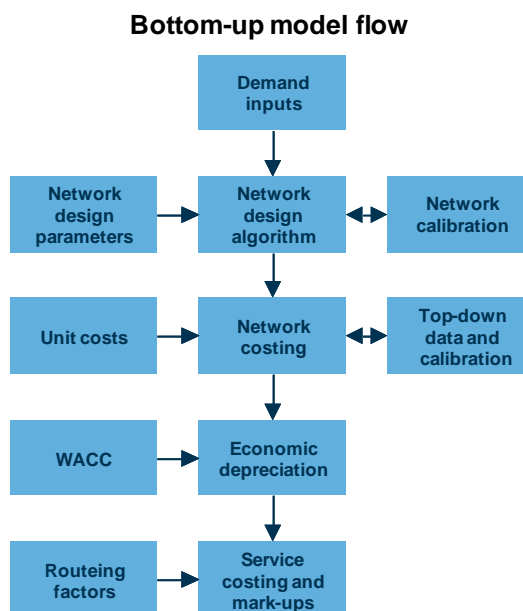 Bottom-up model flow
Demand
inputs
Network
design
parameters
Network
design
algorithm
Network
calibration
Unit costs
Network
costing
Top-down
data and
calibration
WACC
Economic
depreciation
Routeing
factors
Service
costing and
mark-ups